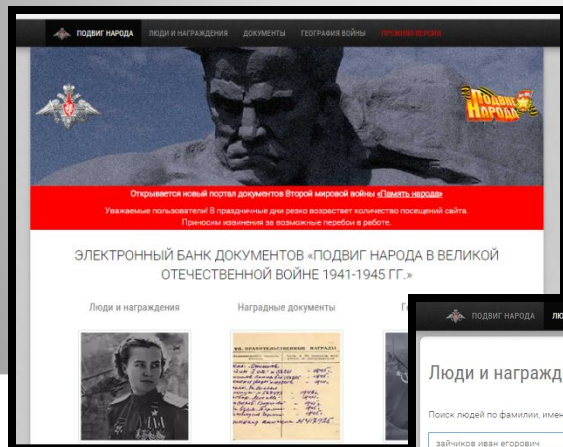 ПОДВИГ НАРОДА ЛЮДИ И НАГРАЖДЕНИЯ ДОКУМЕНТЫ ГЕОГРАФИЯ ВОЙНЫ ПРЕЖНЯЯ ВЕРСИЯ
ПОДВИГ
НАРОДА
Открывается новый портал документов Второй мировой войны «Память народа»
Уважаемые пользователи! В праздничные дни резко возрастает количество посещений сайта.
Приносим извинения за возможные перебои в работе.
ЭЛЕКТРОННЫЙ БАНК ДОКУМЕНТОВ «ПОДВИГ НАРОДА В ВЕЛИКОЙ
ОТЕЧЕСТВЕННОЙ ВОЙНЕ 1941-1945 ГГ.»
Люди и награждения Наградные документы Г
ПОДВИГ НАРОДА ЛЮ
Люди и награжд
Поиск людей по фамилии, имен
зайчиков иван егорович